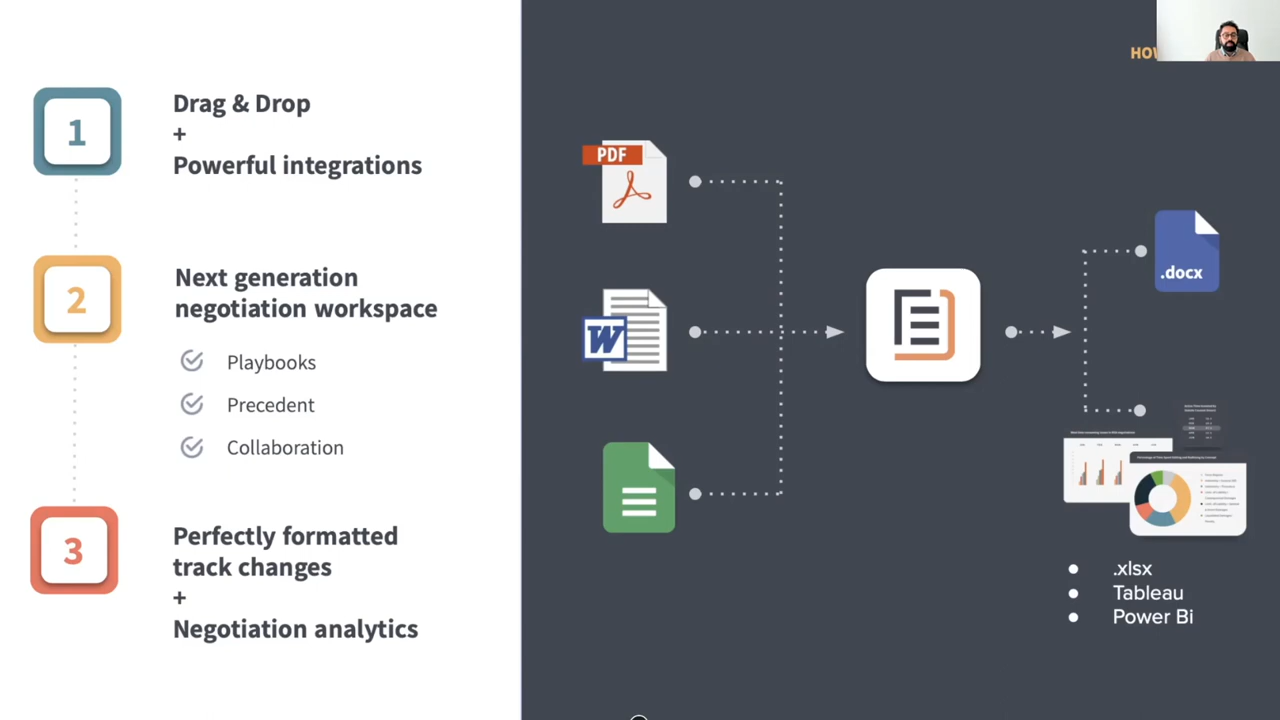 1
Drag & Drop
+
Powerful integrations
2
Next generation
negotiation workspace
Playbooks
Precedent
Collaboration
3
Perfectly formatted
track changes
+
Negotiation analytics
HOW
PDF
W
.docx
.xlsx
Tableau
Power Bi